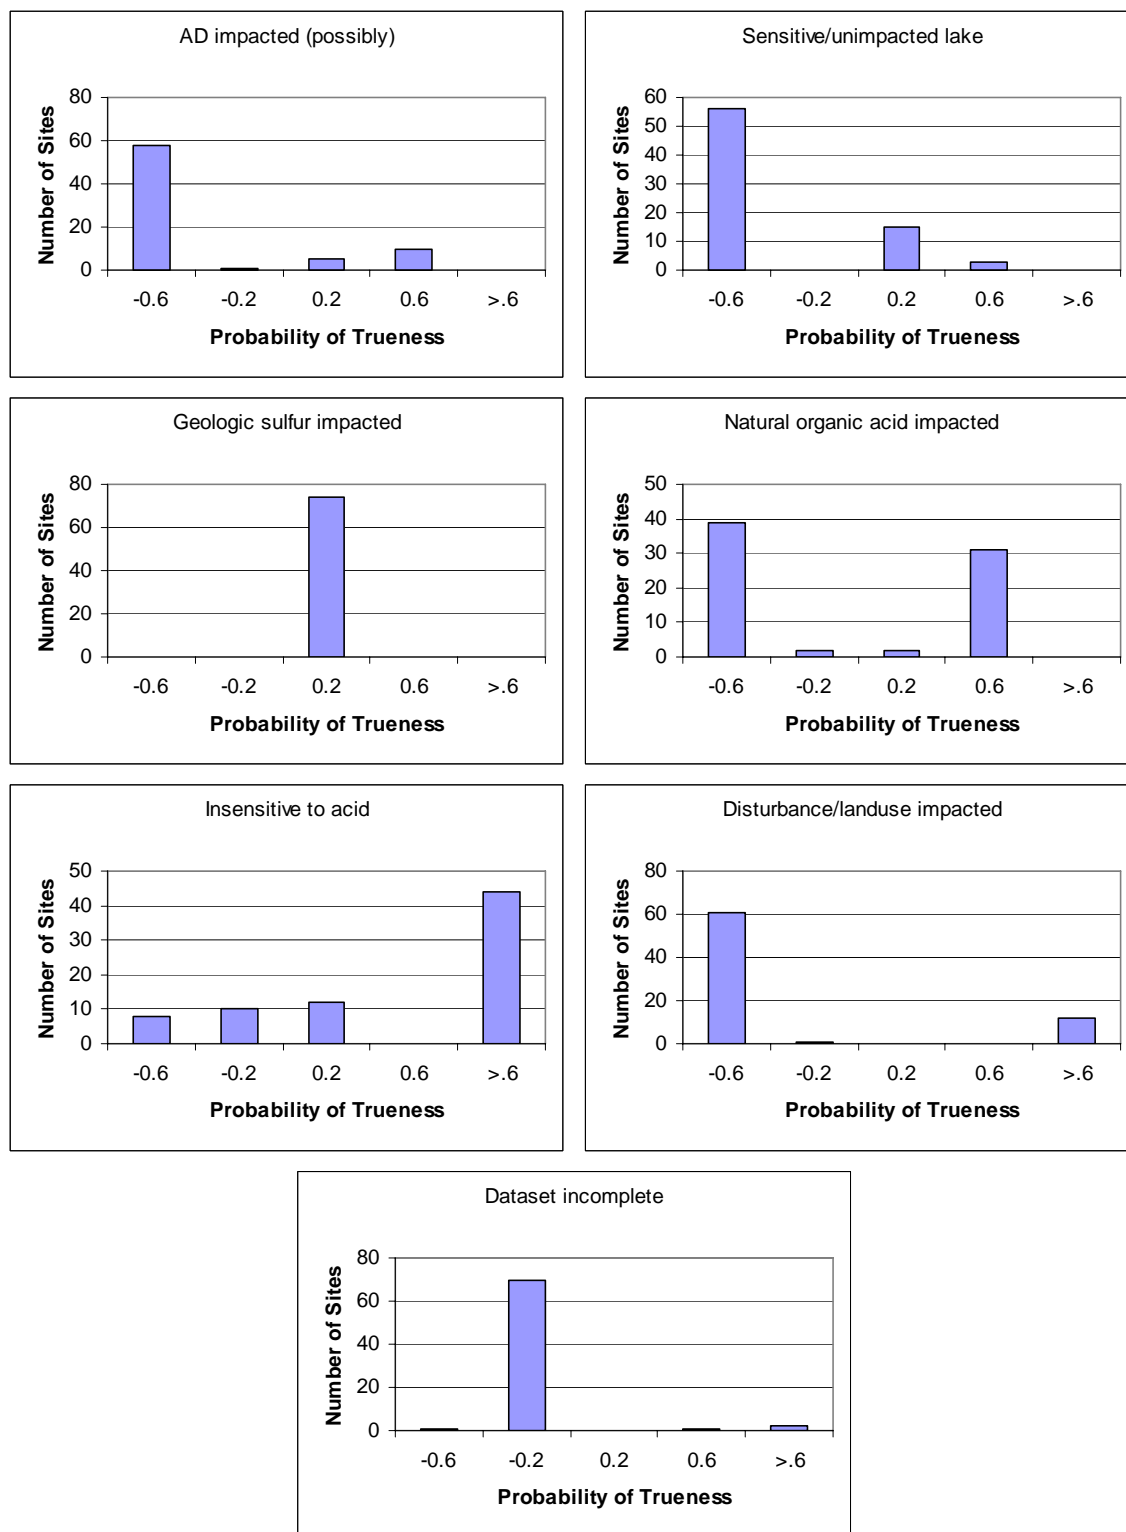 AD impacted (possibly)
Number of Sites
80
60
40
20
0
-0.6 -0.2 0.2 0.6 >.6
Probability of Trueness
Sensitive/unimpacted lake
Number of Sites
60
50
40
30
20
10
0
-0.6 -0.2 0.2 0.6 >.6
Probability of Trueness
Geologic sulfur impacted
Number of Sites
80
60
40
20
0
-0.6 -0.2 0.2 0.6 >.6
Probability of Trueness
Natural organic acid impacted
Number of Sites
50
40
30
20
10
0
-0.6 -0.2 0.2 0.6 >.6
Probability of Trueness
Insensitive to acid
Number of Sites
50
40
30
20
10
0
-0.6 -0.2 0.2 0.6 >.6
Probability of Trueness
Disturbance/landuse impacted
Number of Sites
80
60
40
20
0
-0.6 -0.2 0.2 0.6 >.6
Probability of Trueness
Dataset incomplete
Number of Sites
80
60
40
20
0
-0.6 -0.2 0.2 0.6 >.6
Probability of Trueness